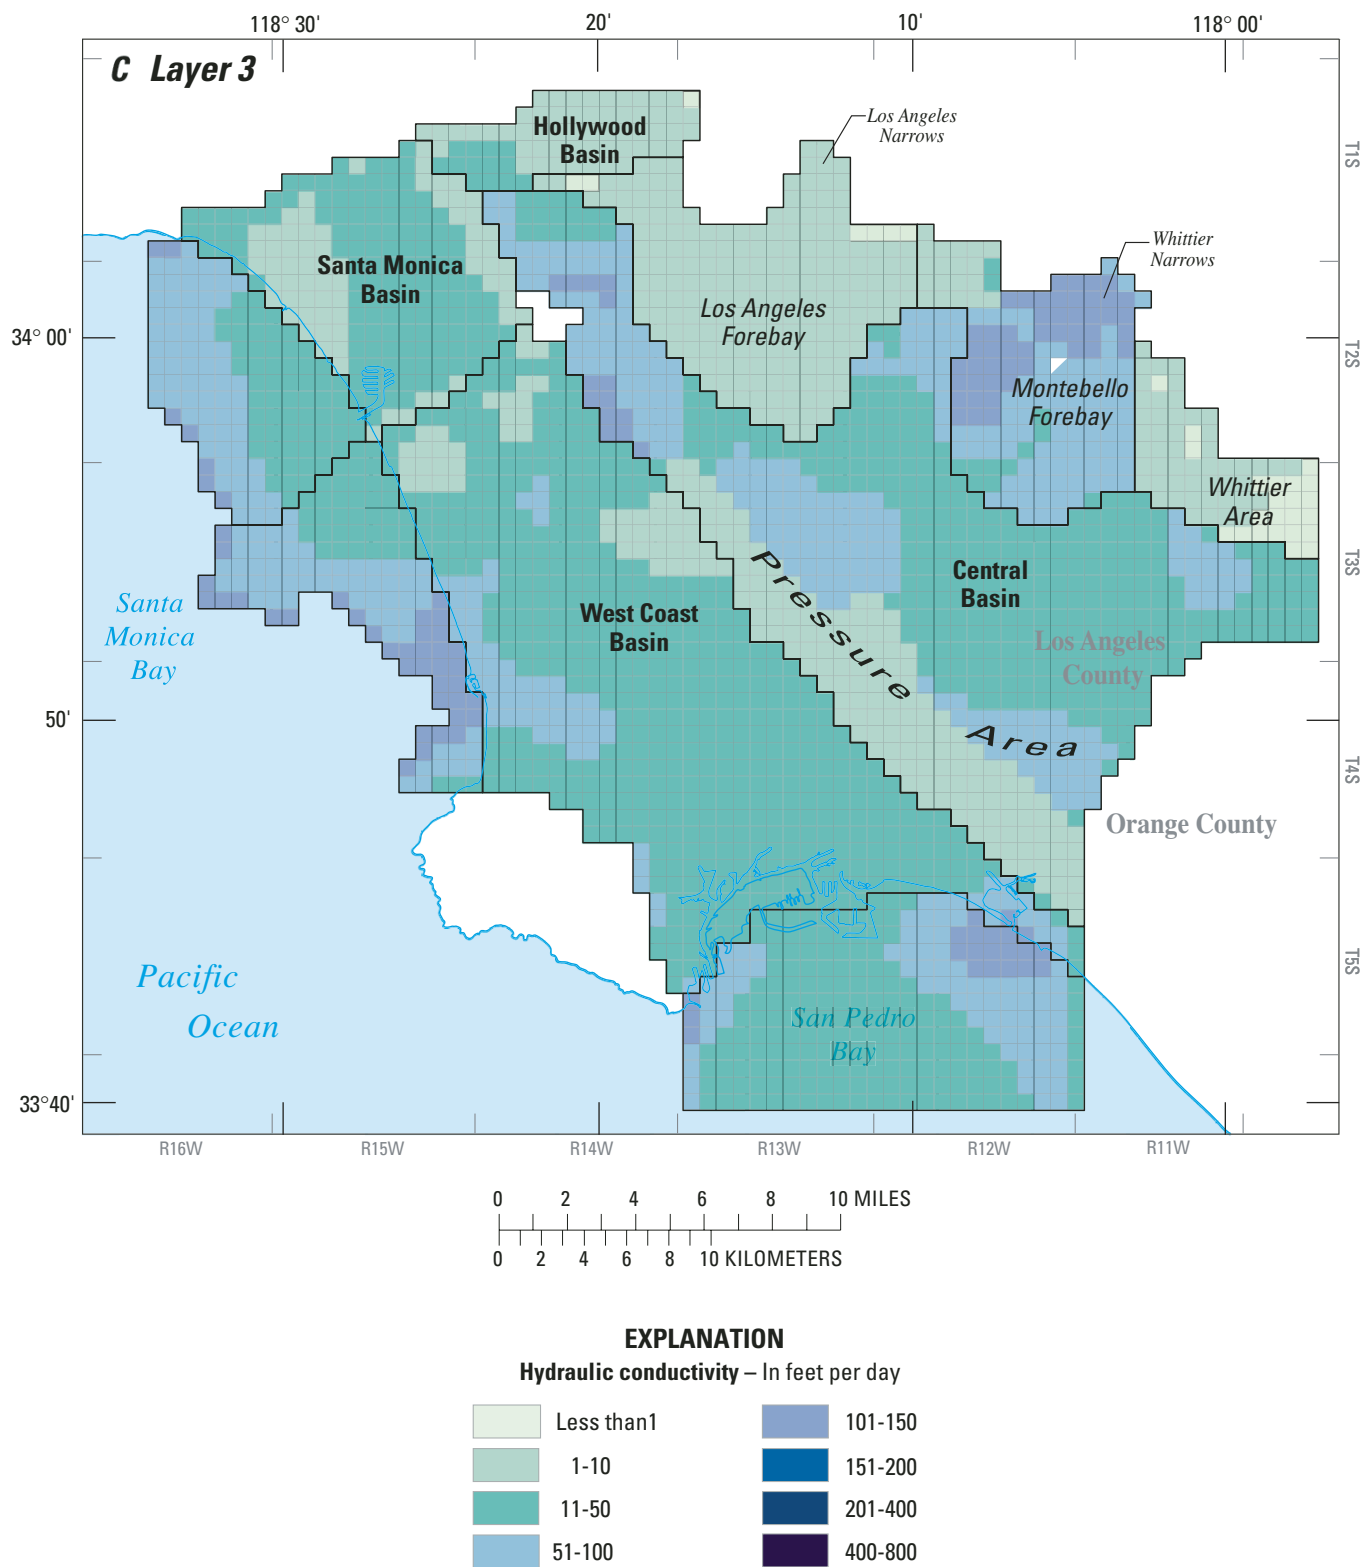 118° 30'
20'
10'
118° 00'
C Layer 3
Hollywood
Basin
Los Angeles
Narrows
T1S
Whittier
Narrows
Santa Monica
Basin
Los Angeles
Forebay
34° 00'
T2S
Montebello
Forebay
Whittier
Area
Pressure
Area
Central
Basin
T3S
Santa
Monica
Bay
West Coast
Basin
Los Angeles
County
50'
T4S
Orange County
Pacific
Ocean
T5S
San Pedro
Bay
33°40'
R16W
R15W
R14W
R13W
R12W
R11W
0 2 4 6 8 10 MILES
0 2 4 6 8 10 KILOMETERS
EXPLANATION
Hydraulic conductivity – In feet per day
Less than1
1-10
11-50
51-100
101-150
151-200
201-400
400-800